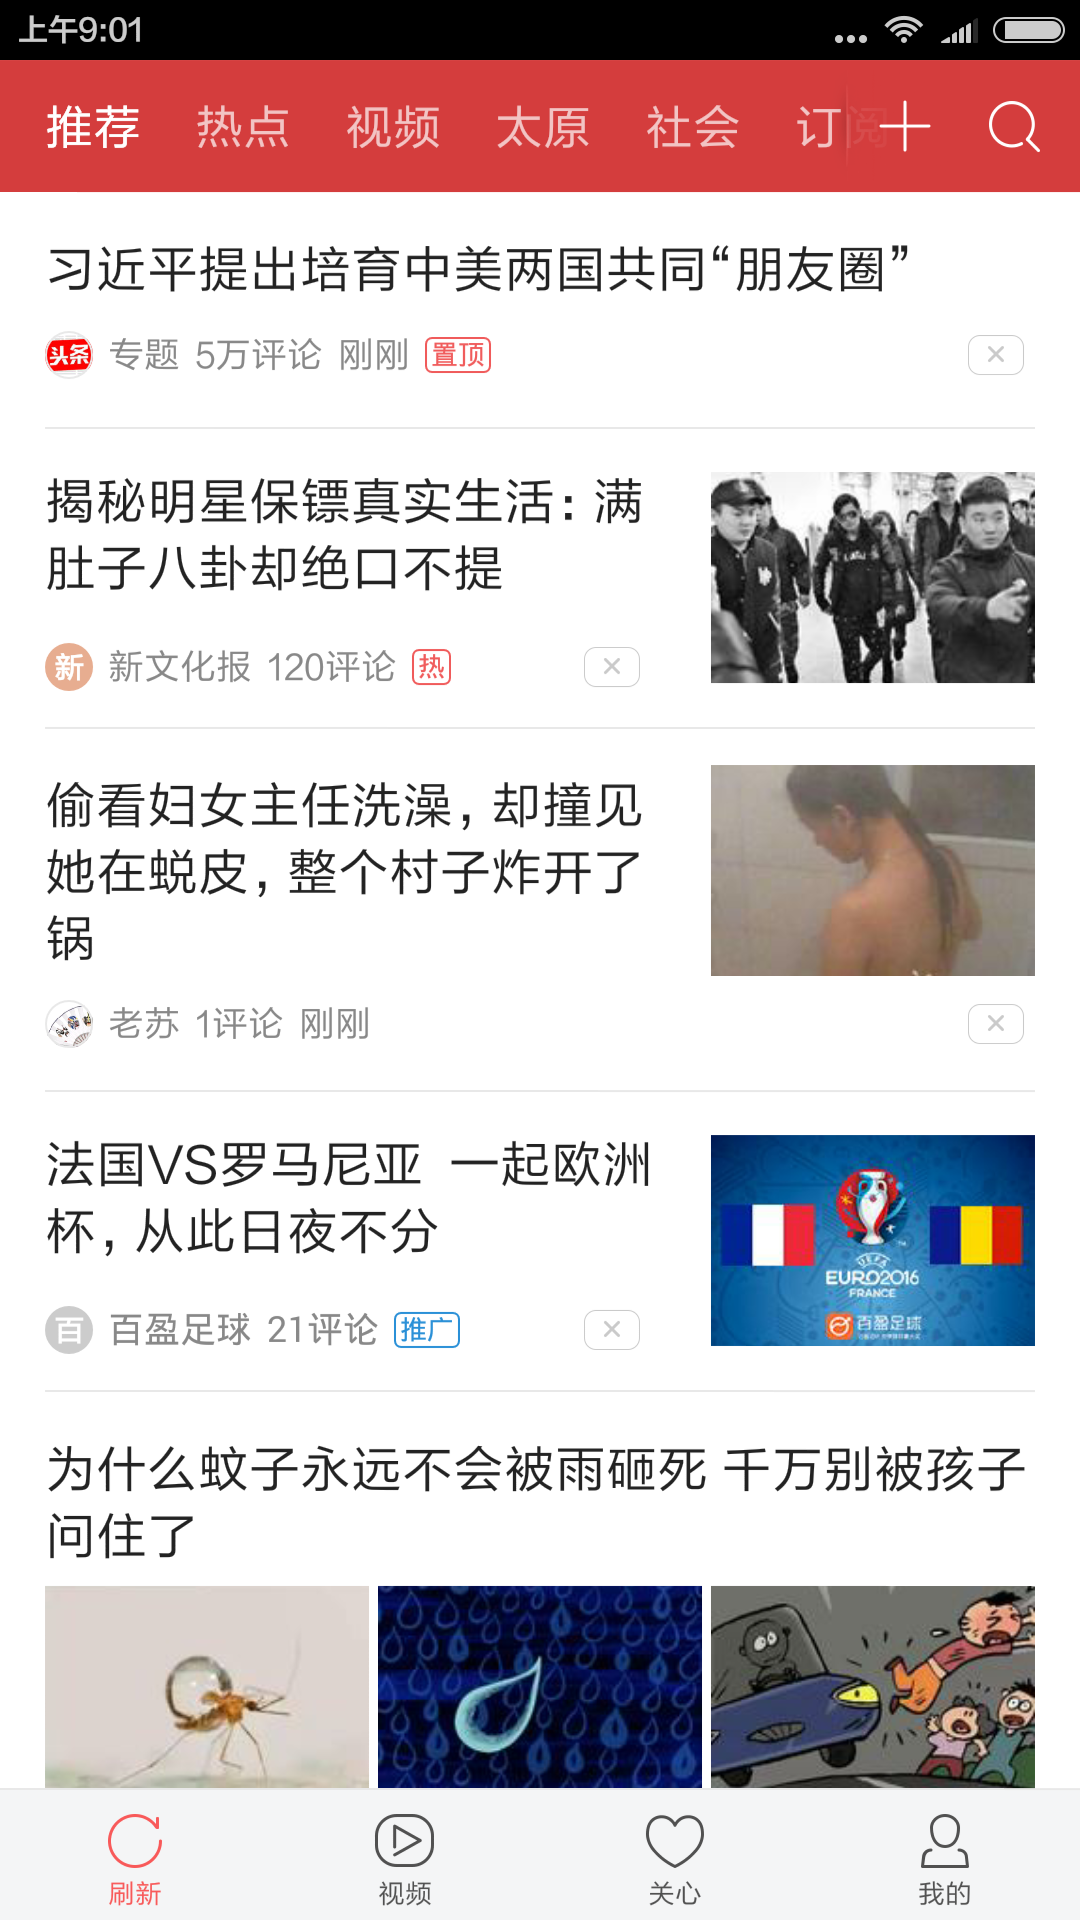 上午9:01
推荐 热点 视频 太原 社会 订阅
习近平提出培育中美两国共同“朋友圈”
头条 专题 5万评论 刚刚 置顶
揭秘明星保镖真实生活：满
肚子八卦却绝口不提
新 新文化报 120评论 热
偷看妇女主任洗澡，却撞见
她在蜕皮，整个村子炸开了
锅
老苏 1评论 刚刚
法国VS罗马尼亚 一起欧洲
杯，从此日夜不分
UEFA
EURO2016
FRANCE
百盈足球
百 百盈足球 21评论 推广
为什么蚊子永远不会被雨砸死 千万别被孩子
问住了
刷新 视频 关心 我的